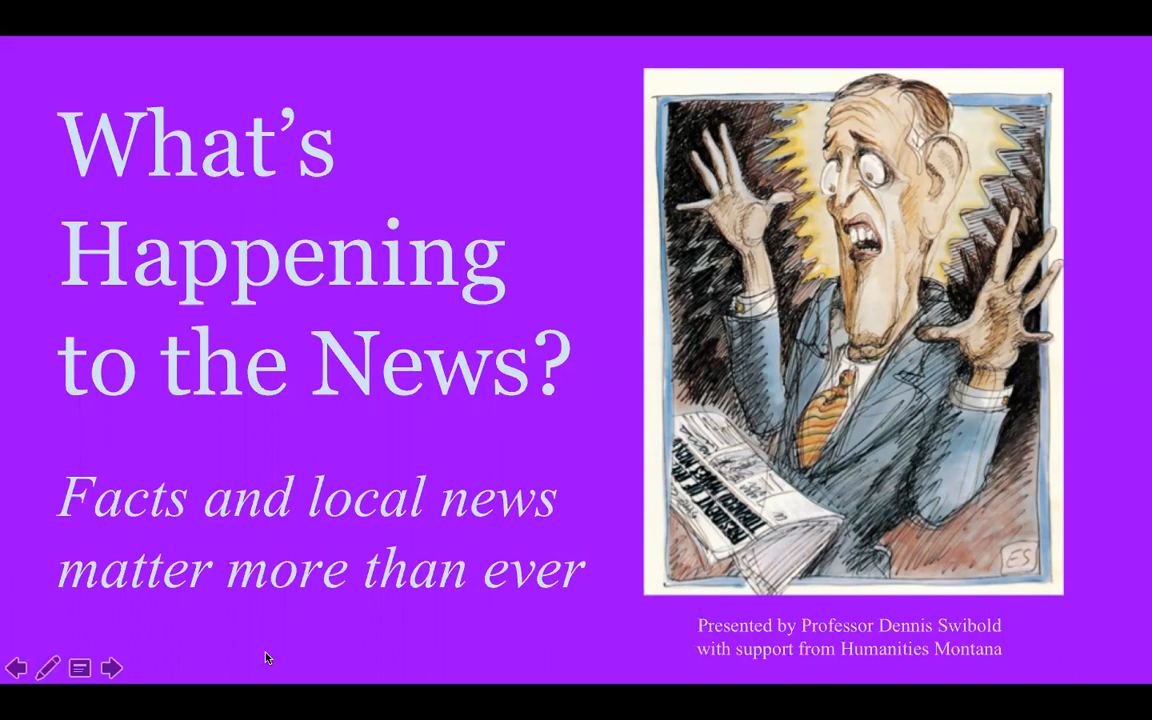 What’s
Happening
to the News?
Facts and local news
matter more than ever
ES
Presented by Professor Dennis Swibold
with support from Humanities Montana